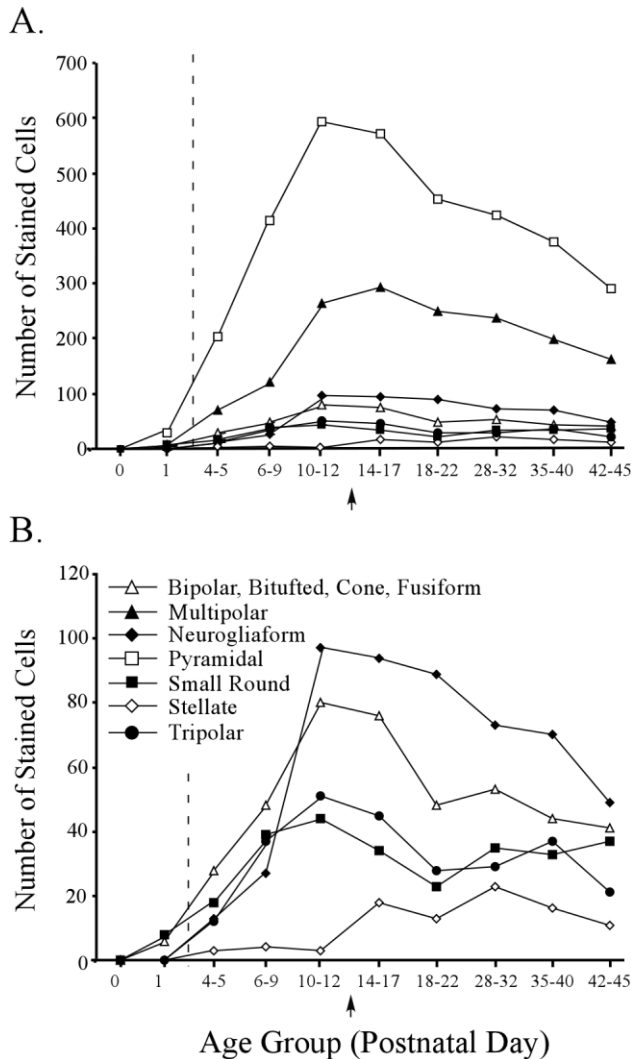 A.
700
600
500
400
300
200
100
0
Number of Stained Cells
0 1 4-5 6-9 10-12 14-17 18-22 28-32 35-40 42-45
B.
120
100
80
60
40
20
0
Number of Stained Cells
Bipolar, Bitufted, Cone, Fusiform
Multipolar
Neurogliaform
Pyramidal
Small Round
Stellate
Tripolar
0 1 4-5 6-9 10-12 14-17 18-22 28-32 35-40 42-45
Age Group (Postnatal Day)